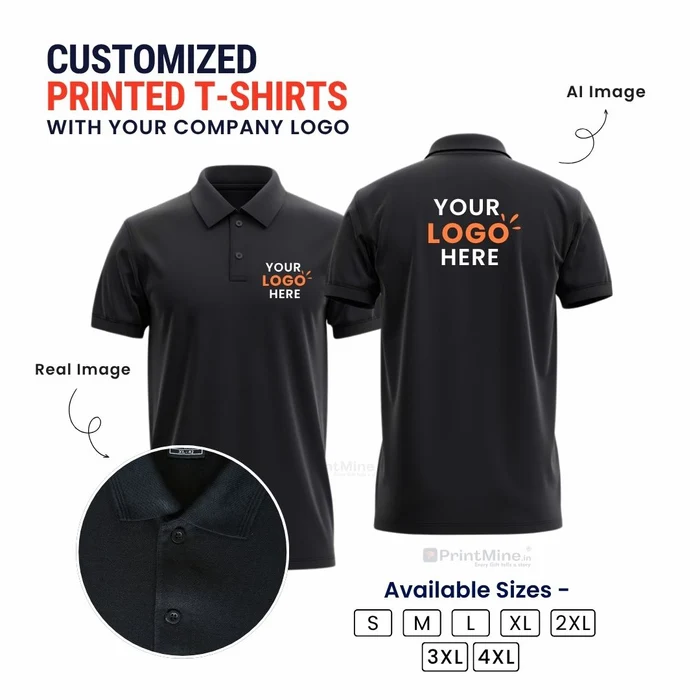 CUSTOMIZED
PRINTED T-SHIRTS
WITH YOUR COMPANY LOGO
AI Image
YOUR
LOGO
HERE
YOUR
LOGO
HERE
Real Image
PrintMine.in
Available Sizes -
S M L XL 2XL
3XL 4XL